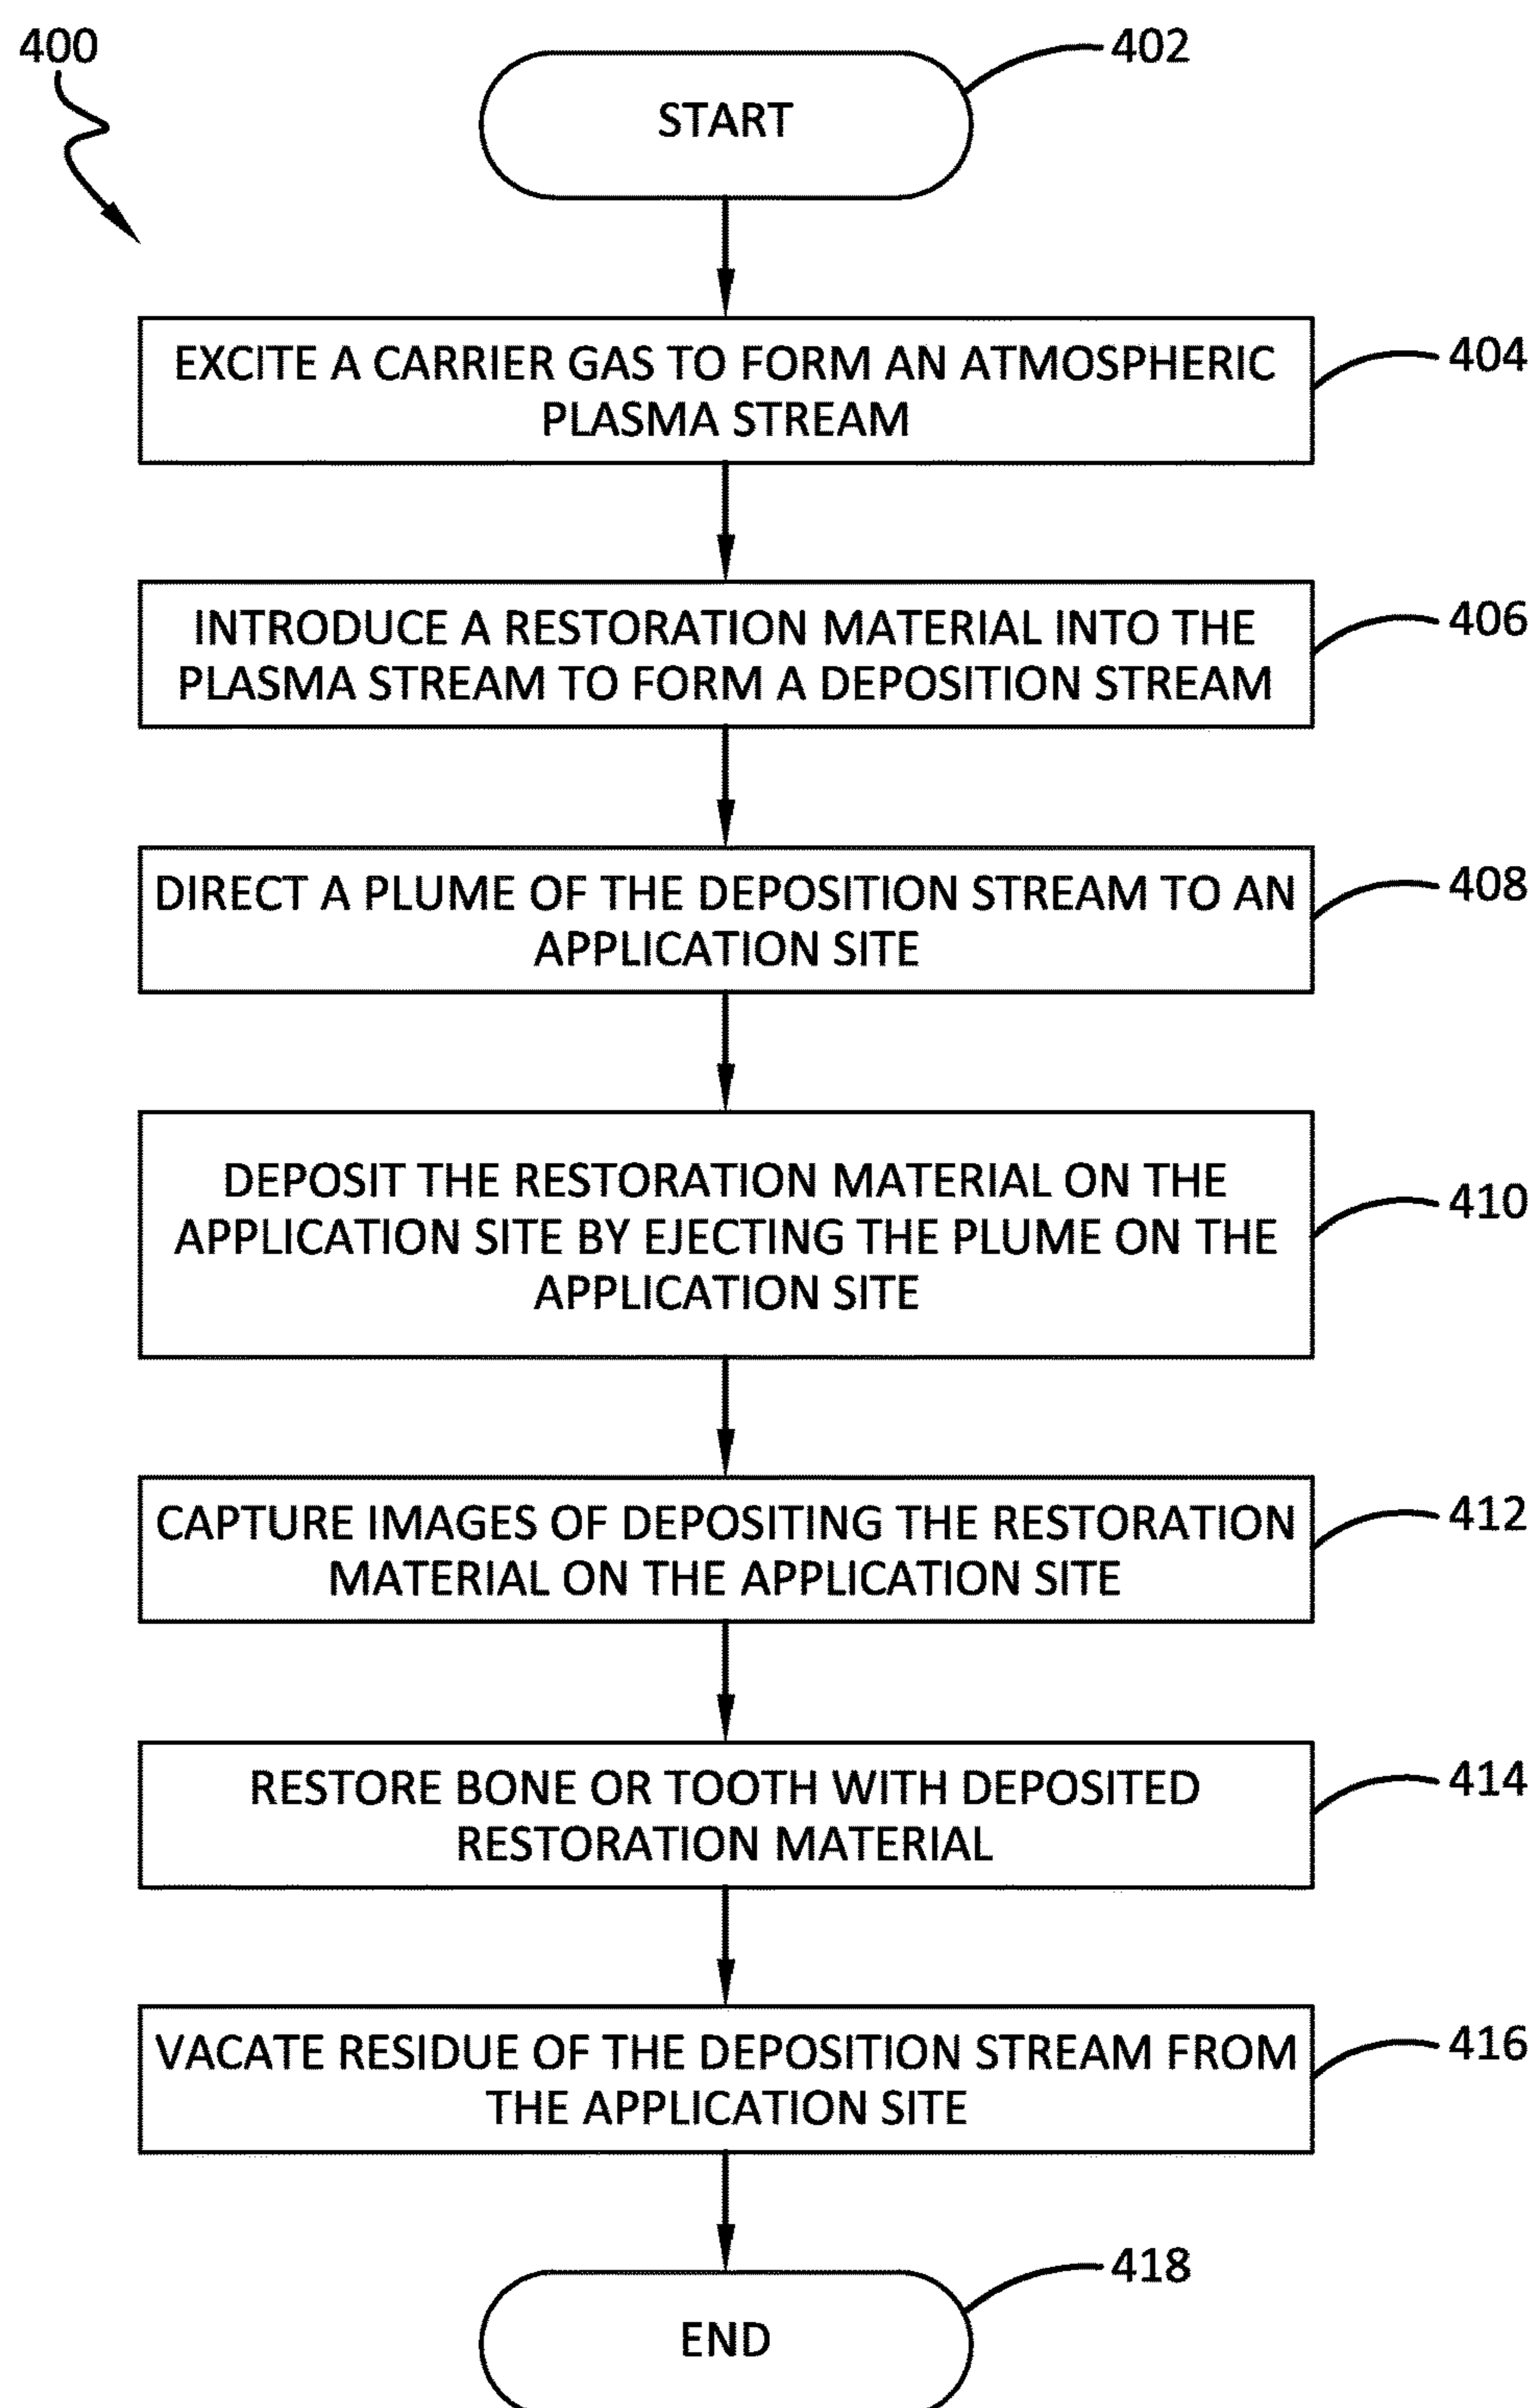 400
402
START
EXCITE A CARRIER GAS TO FORM AN ATMOSPHERIC
PLASMA STREAM
404
INTRODUCE A RESTORATION MATERIAL INTO THE
PLASMA STREAM TO FORM A DEPOSITION STREAM
406
DIRECT A PLUME OF THE DEPOSITION STREAM TO AN
APPLICATION SITE
408
DEPOSIT THE RESTORATION MATERIAL ON THE
APPLICATION SITE BY EJECTING THE PLUME ON THE
APPLICATION SITE
410
CAPTURE IMAGES OF DEPOSITING THE RESTORATION
MATERIAL ON THE APPLICATION SITE
412
RESTORE BONE OR TOOTH WITH DEPOSITED
RESTORATION MATERIAL
414
VACATE RESIDUE OF THE DEPOSITION STREAM FROM
THE APPLICATION SITE
416
418
END